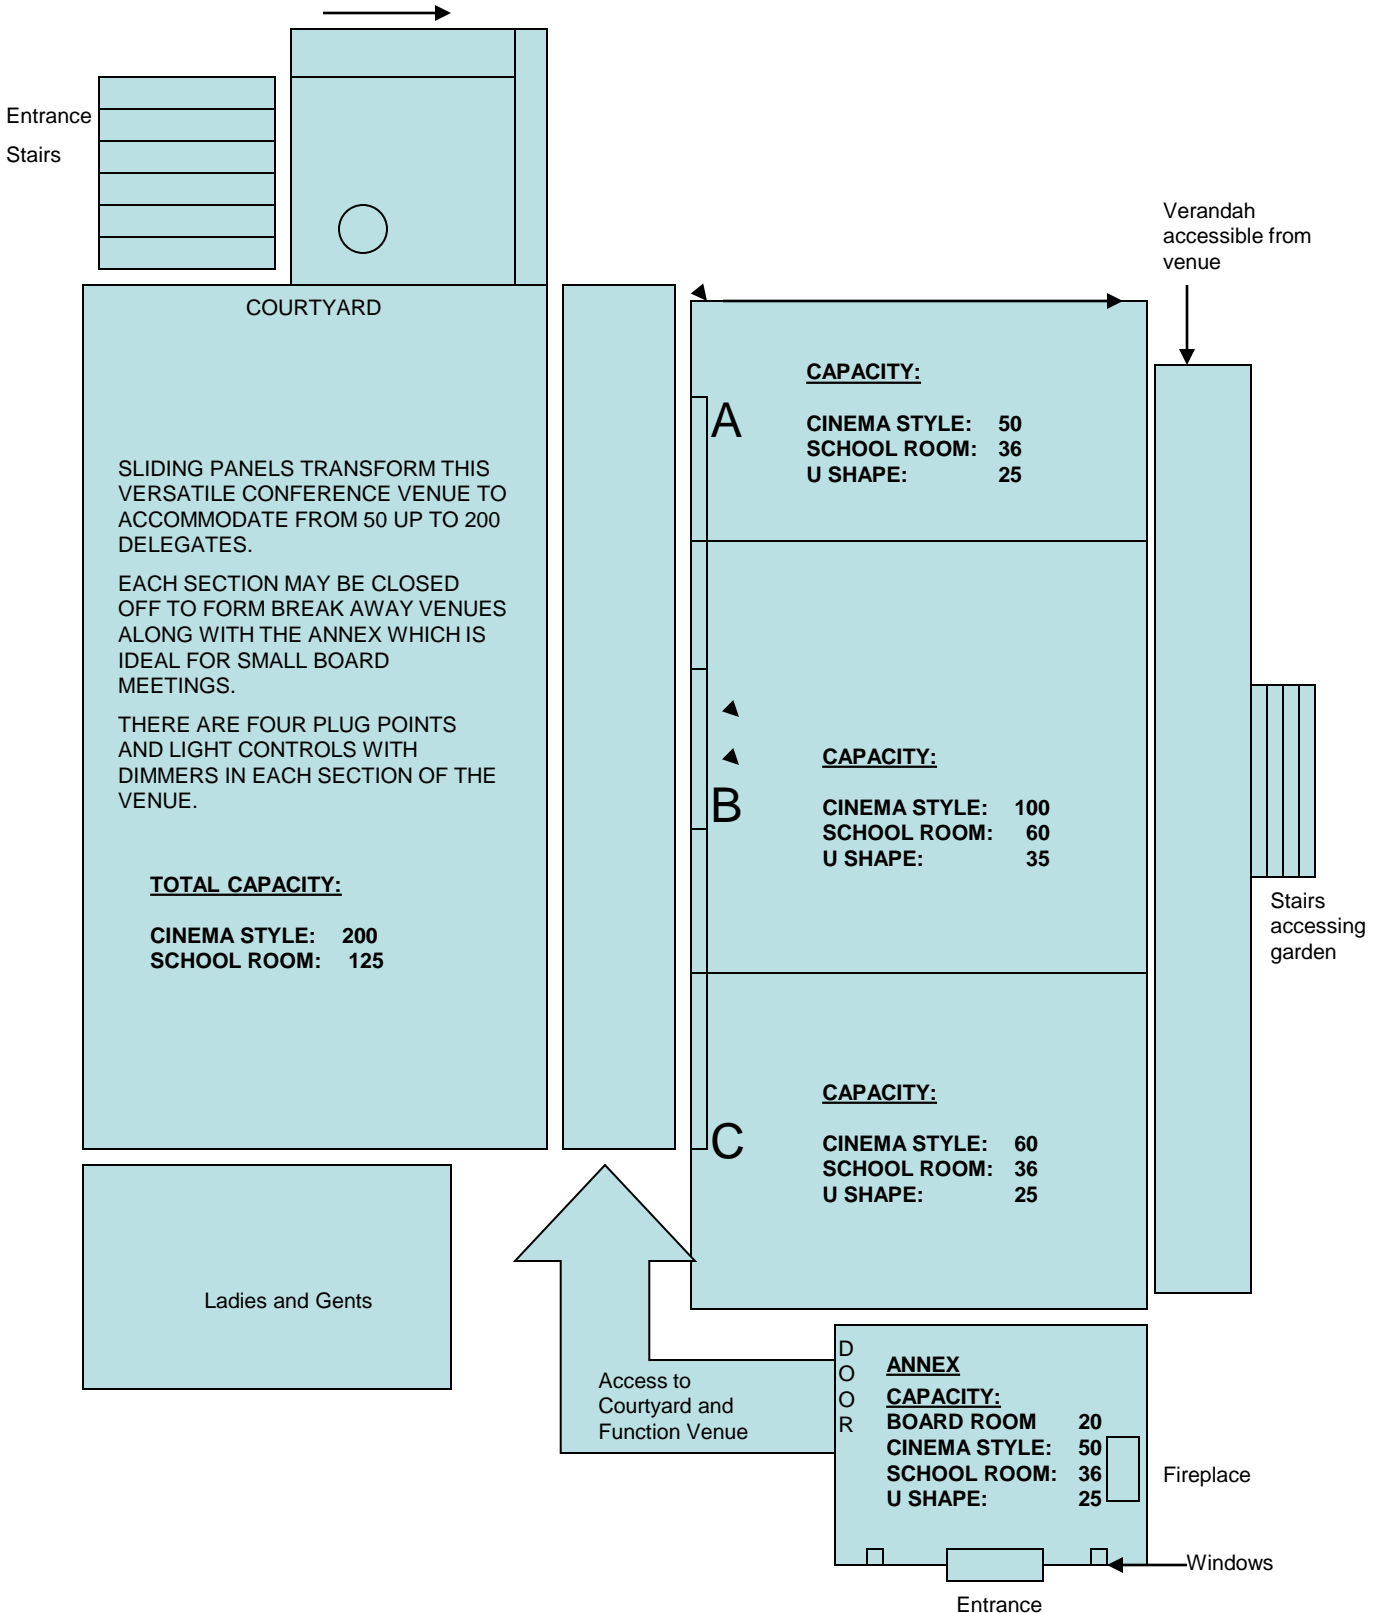 Entrance
Stairs
Verandah
accessible from
venue
COURTYARD
SLIDING PANELS TRANSFORM THIS
VERSATILE CONFERENCE VENUE TO
ACCOMMODATE FROM 50 UP TO 200
DELEGATES.
EACH SECTION MAY BE CLOSED
OFF TO FORM BREAK AWAY VENUES
ALONG WITH THE ANNEX WHICH IS
IDEAL FOR SMALL BOARD
MEETINGS.
THERE ARE FOUR PLUG POINTS
AND LIGHT CONTROLS WITH
DIMMERS IN EACH SECTION OF THE
VENUE.
TOTAL CAPACITY:
CINEMA STYLE: 200
SCHOOL ROOM: 125
A
CAPACITY:
CINEMA STYLE: 50
SCHOOL ROOM: 36
U SHAPE: 25
B
CAPACITY:
CINEMA STYLE: 100
SCHOOL ROOM: 60
U SHAPE: 35
Stairs
accessing
garden
C
CAPACITY:
CINEMA STYLE: 60
SCHOOL ROOM: 36
U SHAPE: 25
Ladies and Gents
Access to
Courtyard and
Function Venue
D
O
O
R
ANNEX
CAPACITY:
BOARD ROOM 20
CINEMA STYLE: 50
SCHOOL ROOM: 36
U SHAPE: 25
Fireplace
Windows
Entrance